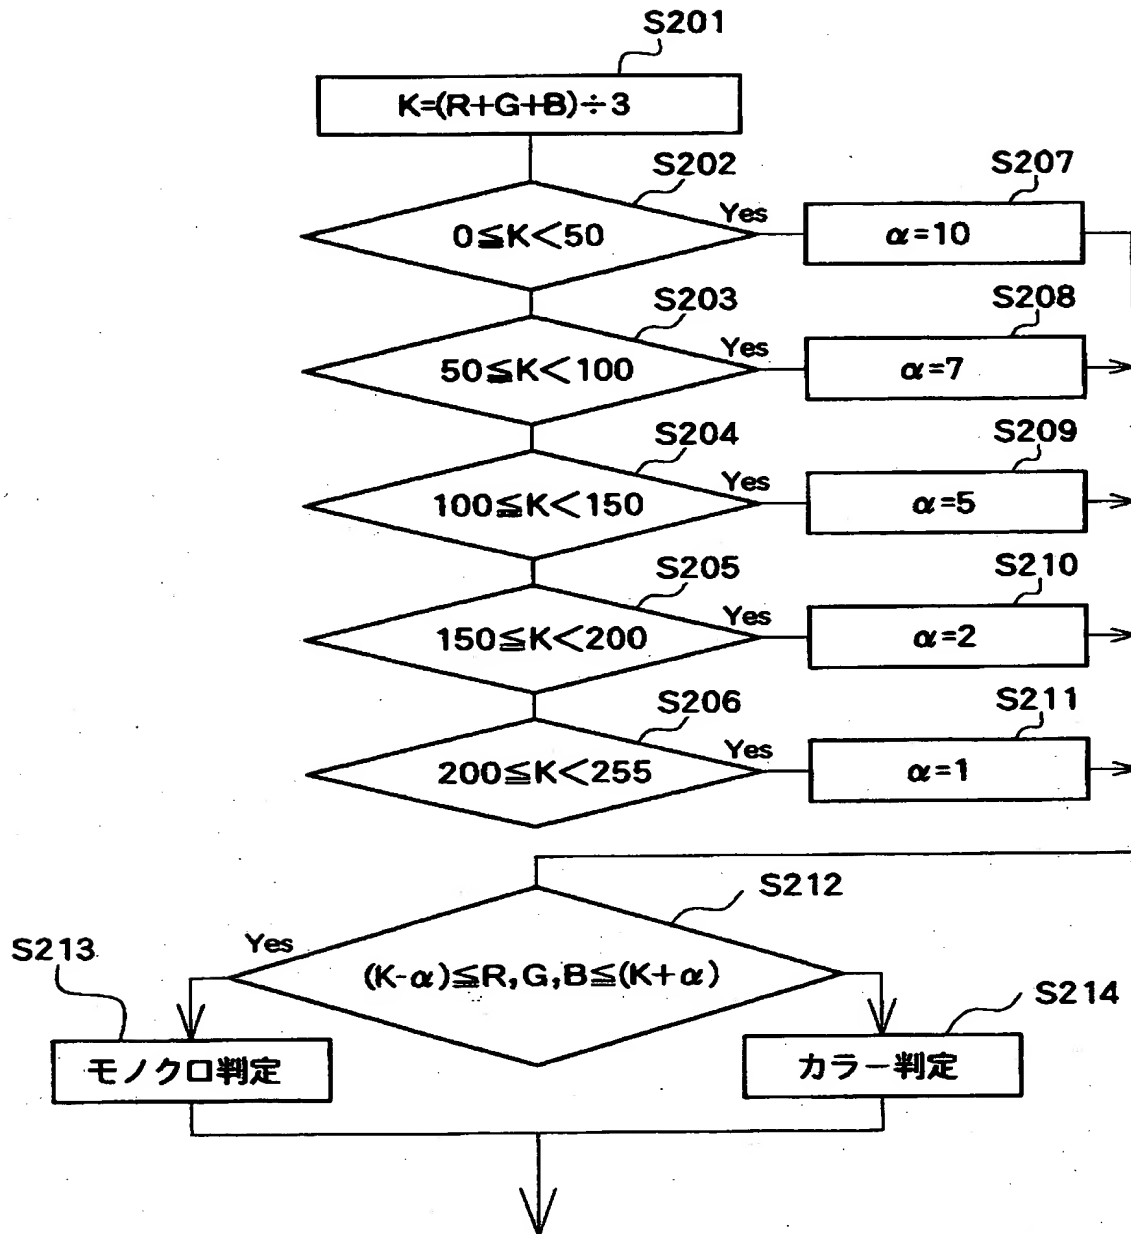 S201
K=(R+G+B)÷3
S202
0≦K<50
Yes
S207
α=10
S203
50≦K<100
Yes
S208
α=7
S204
100≦K<150
Yes
S209
α=5
S205
150≦K<200
Yes
S210
α=2
S206
200≦K<255
Yes
S211
α=1
S212
(K-α)≦R,G,B≦(K+α)
Yes
S213
モノクロ判定
S214
カラー判定